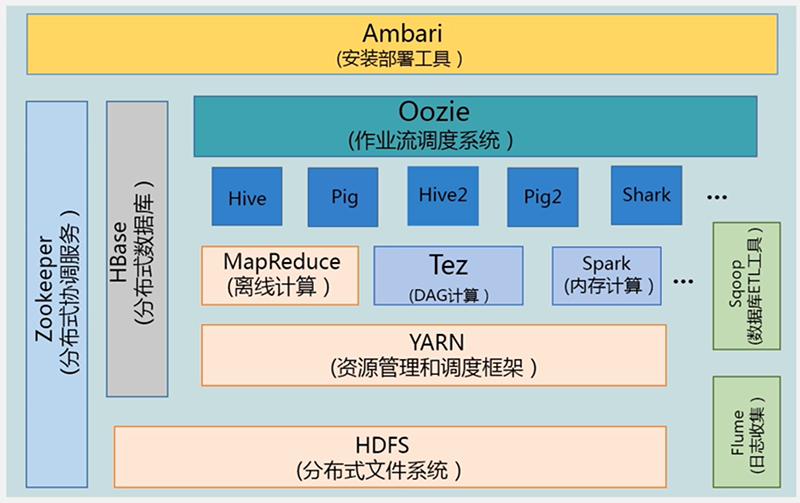 Ambari
(安装部署工具)
Zookeeper
(分布式协调服务)
HBase
(分布式数据库)
Oozie
(作业流调度系统)
Hive
Pig
Hive2
Pig2
Shark
...
MapReduce
(离线计算)
Tez
(DAG计算)
Spark
(内存计算)
...
Sqoop
(数据库ETL工具)
YARN
(资源管理和调度框架)
HDFS
(分布式文件系统)
Flume
(日志收集)